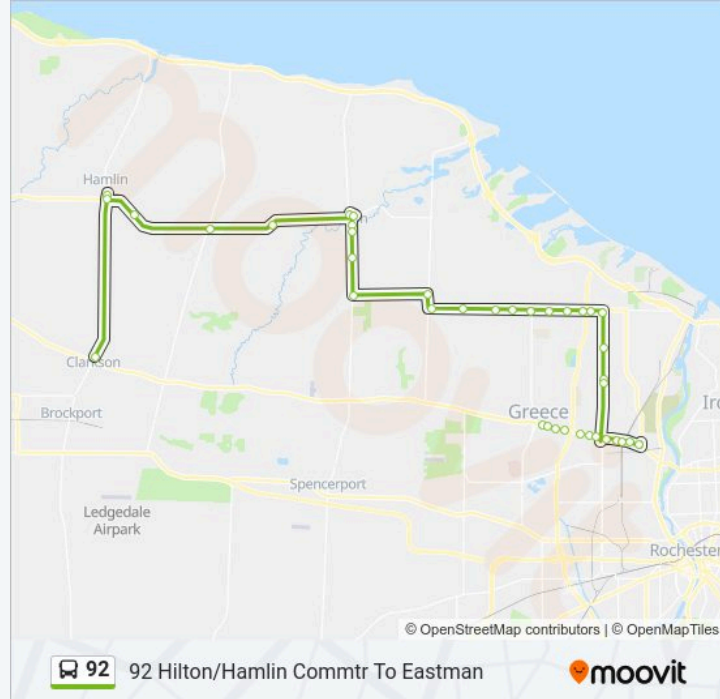 Hamlin
Clarkson
Brockport
Greece
Iro
Spencerport
Ledgedale
Airpark
Rochester
© OpenStreetMap contributors | © OpenMapTiles
92
92 Hilton/Hamlin Commtr To Eastman
moovit